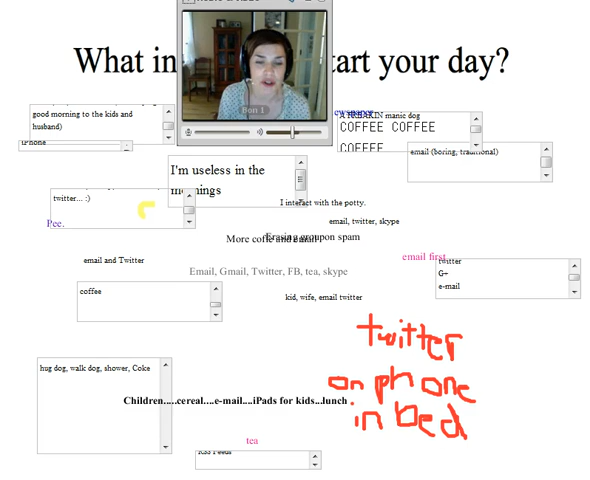 What in
tart your day?
Bon 1
good morning to the kids and
husband)
iPhone
A FREAKIN manic dog
COFFEE COFFEE
COFFEE
email (boring, traditional)
I'm useless in the
mornings
twitter... :)
I interact with the potty.
Pee.
email, twitter, skype
Erasing groupon spam
More coffe and email
email and Twitter
email first
Email, Gmail, Twitter, FB, tea, skype
twitter
G+
e-mail
coffee
kid, wife, email twitter
twitter
on phone
in bed
hug dog, walk dog, shower, Coke
Children.....cereal....e-mail....iPads for kids...lunch
tea
RSS Feeds